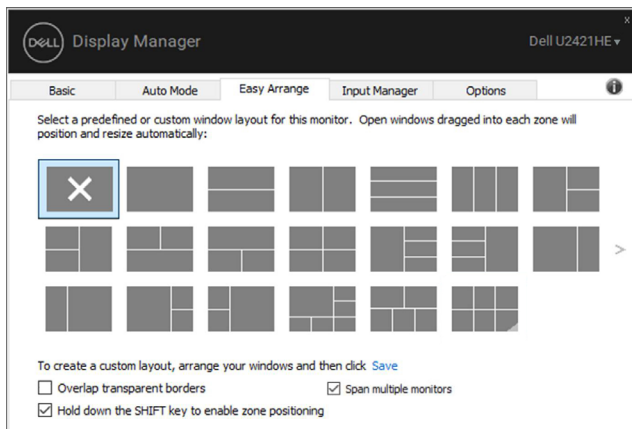 DELL Display Manager
Dell U2421HE
x
Basic Auto Mode Easy Arrange Input Manager Options
Select a predefined or custom window layout for this monitor. Open windows dragged into each zone will
position and resize automatically:
To create a custom layout, arrange your windows and then click Save
Overlap transparent borders
Span multiple monitors
Hold down the SHIFT key to enable zone positioning